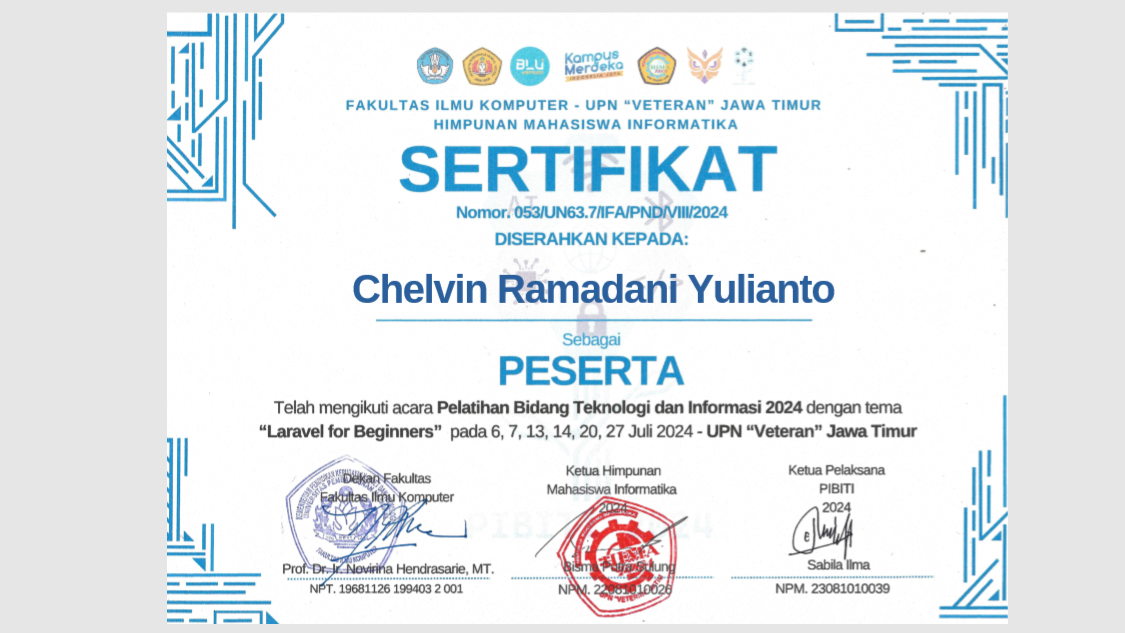 BLU
Kampus
Merdeka
INDONESIA JAYA
FAKULTAS ILMU KOMPUTER - UPN “VETERAN” JAWA TIMUR
HIMPUNAN MAHASISWA INFORMATIKA
SERTIFIKAT
AI
Nomor. 053/UN63.7/IFA/PND/VIII/2024
DISERAHKAN KEPADA:
Chelvin Ramadani Yulianto
Sebagai
PESERTA
Telah mengikuti acara Pelatihan Bidang Teknologi dan Informasi 2024 dengan tema
“Laravel for Beginners” pada 6, 7, 13, 14, 20, 27 Juli 2024 - UPN “Veteran” Jawa Timur
Dekan Fakultas
Fakultas Ilmu Komputer
Prof. Dr. Ir. Novirina Hendrasarie, MT.
NPT. 19681126 199403 2 001
Ketua Himpunan
Mahasiswa Informatika
2024
PIBITI 2024
Bisma Putra Sulung
NPM. 22081010026
Ketua Pelaksana
PIBITI
2024
Sabila Ilma
NPM. 23081010039